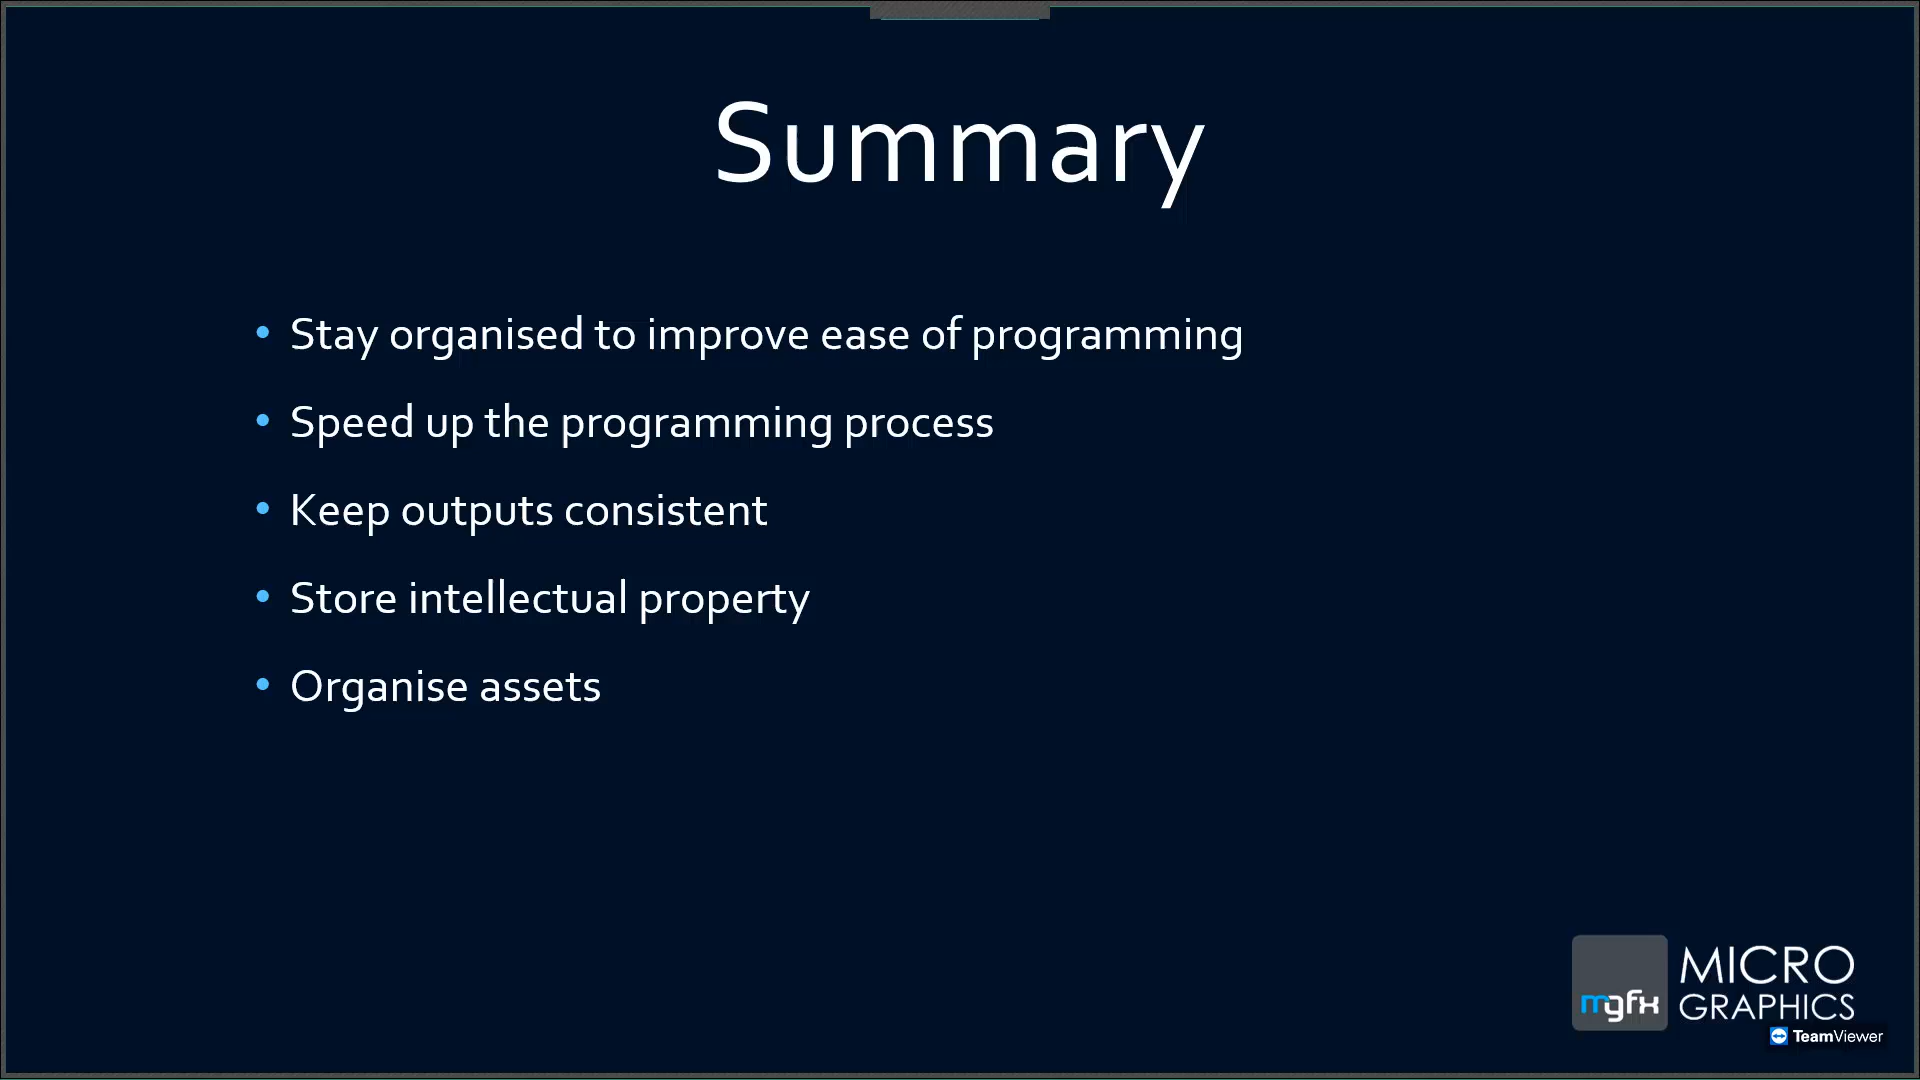 Summary
• Stay organised to improve ease of programming
• Speed up the programming process
• Keep outputs consistent
• Store intellectual property
• Organise assets
mgfx
MICRO
GRAPHICS
TeamViewer